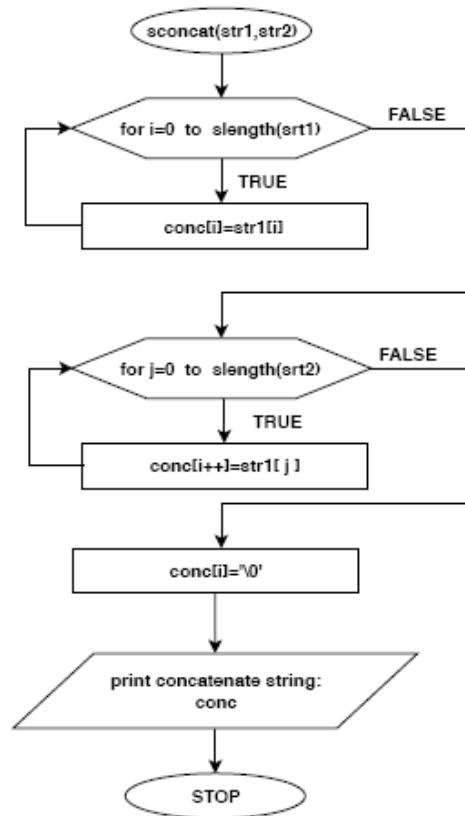 sconcat(str1,str2)
for i=0 to slength(srt1)
FALSE
TRUE
conc[i]=str1[i]
for j=0 to slength(srt2)
FALSE
TRUE
conc[i++]=str1[ j ]
conc[i]='\0'
print concatenate string:
conc
STOP